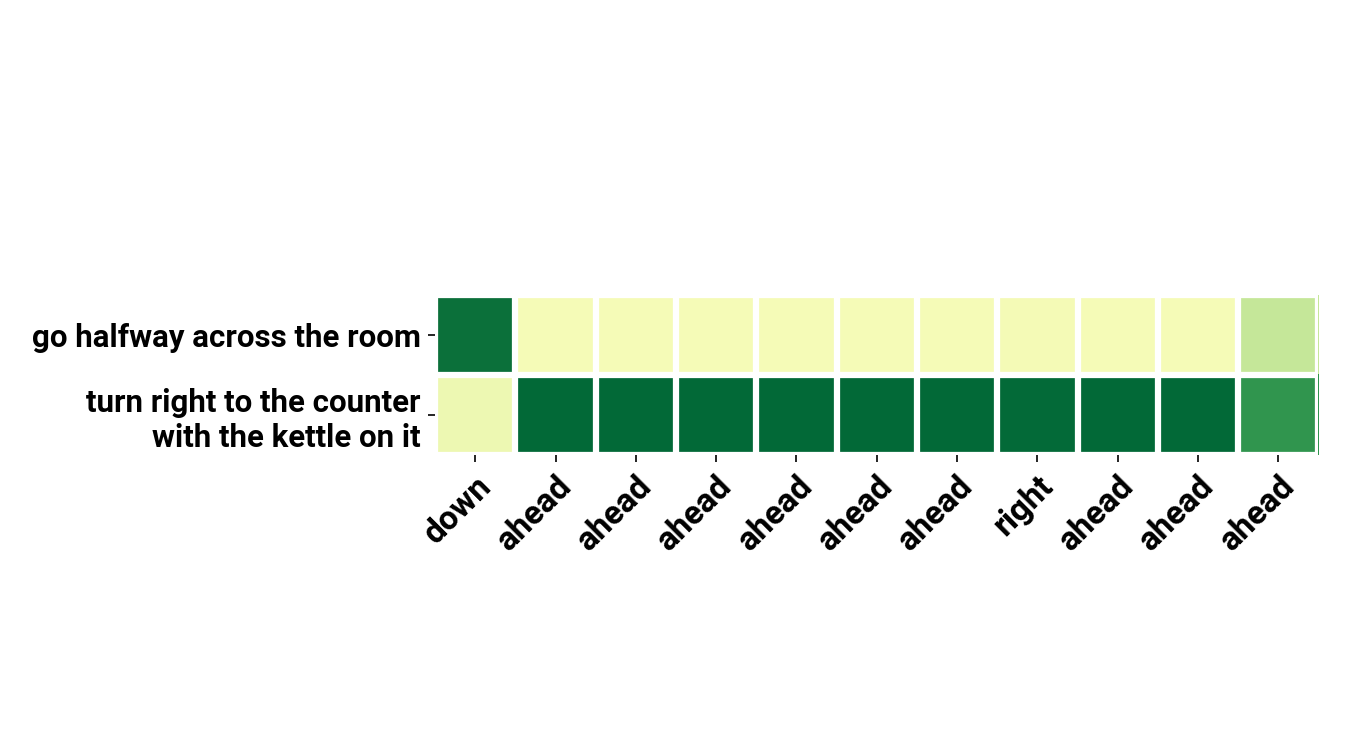 go halfway across the room
turn right to the counter
with the kettle on it
down
ahead
ahead
ahead
ahead
ahead
ahead
right
ahead
ahead
ahead